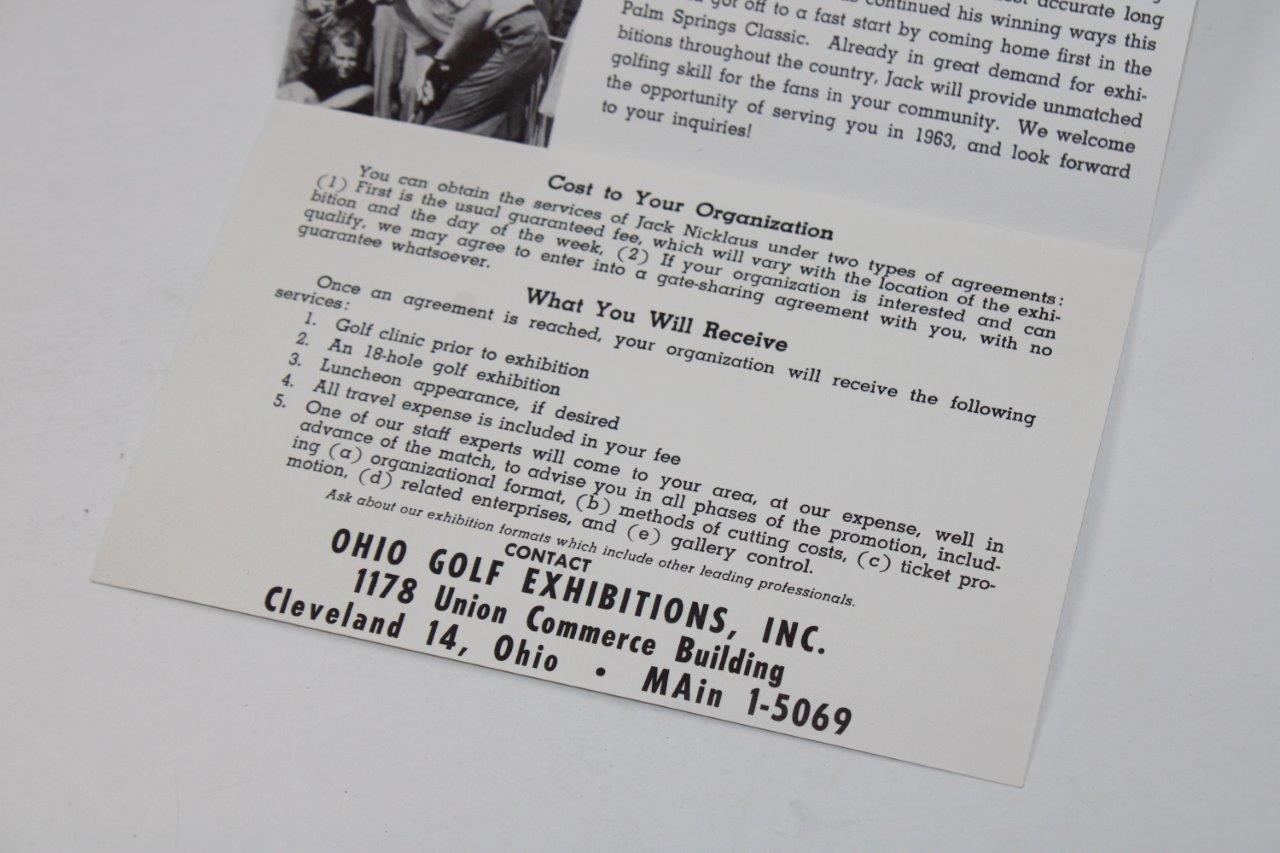 accurate long
continued his winning ways this
got off to a fast start by coming home first in the
Palm Springs Classic. Already in great demand for exhi-
bitions throughout the country, Jack will provide unmatched
golfing skill for the fans in your community. We welcome
the opportunity of serving you in 1963, and look forward
to your inquiries!
Cost to Your Organization
You can obtain the services of Jack Nicklaus under two types of agreements:
(1) First is the usual guaranteed fee, which will vary with the location of the exhi-
bition and the day of the week, (2) If your organization is interested and can
qualify, we may agree to enter into a gate-sharing agreement with you, with no
guarantee whatsoever.
What You Will Receive
Once an agreement is reached, your organization will receive the following
services:
1. Golf clinic prior to exhibition
2. An 18-hole golf exhibition
3. Luncheon appearance, if desired
4. All travel expense is included in your fee
5. One of our staff experts will come to your area, at our expense, well in
advance of the match, to advise you in all phases of the promotion, includ-
ing (a) organizational format, (b) methods of cutting costs, (c) ticket pro-
motion, (d) related enterprises, and (e) gallery control.
Ask about our exhibition formats which include other leading professionals.
CONTACT
OHIO GOLF EXHIBITIONS, INC.
1178 Union Commerce Building
Cleveland 14, Ohio • MAin 1-5069